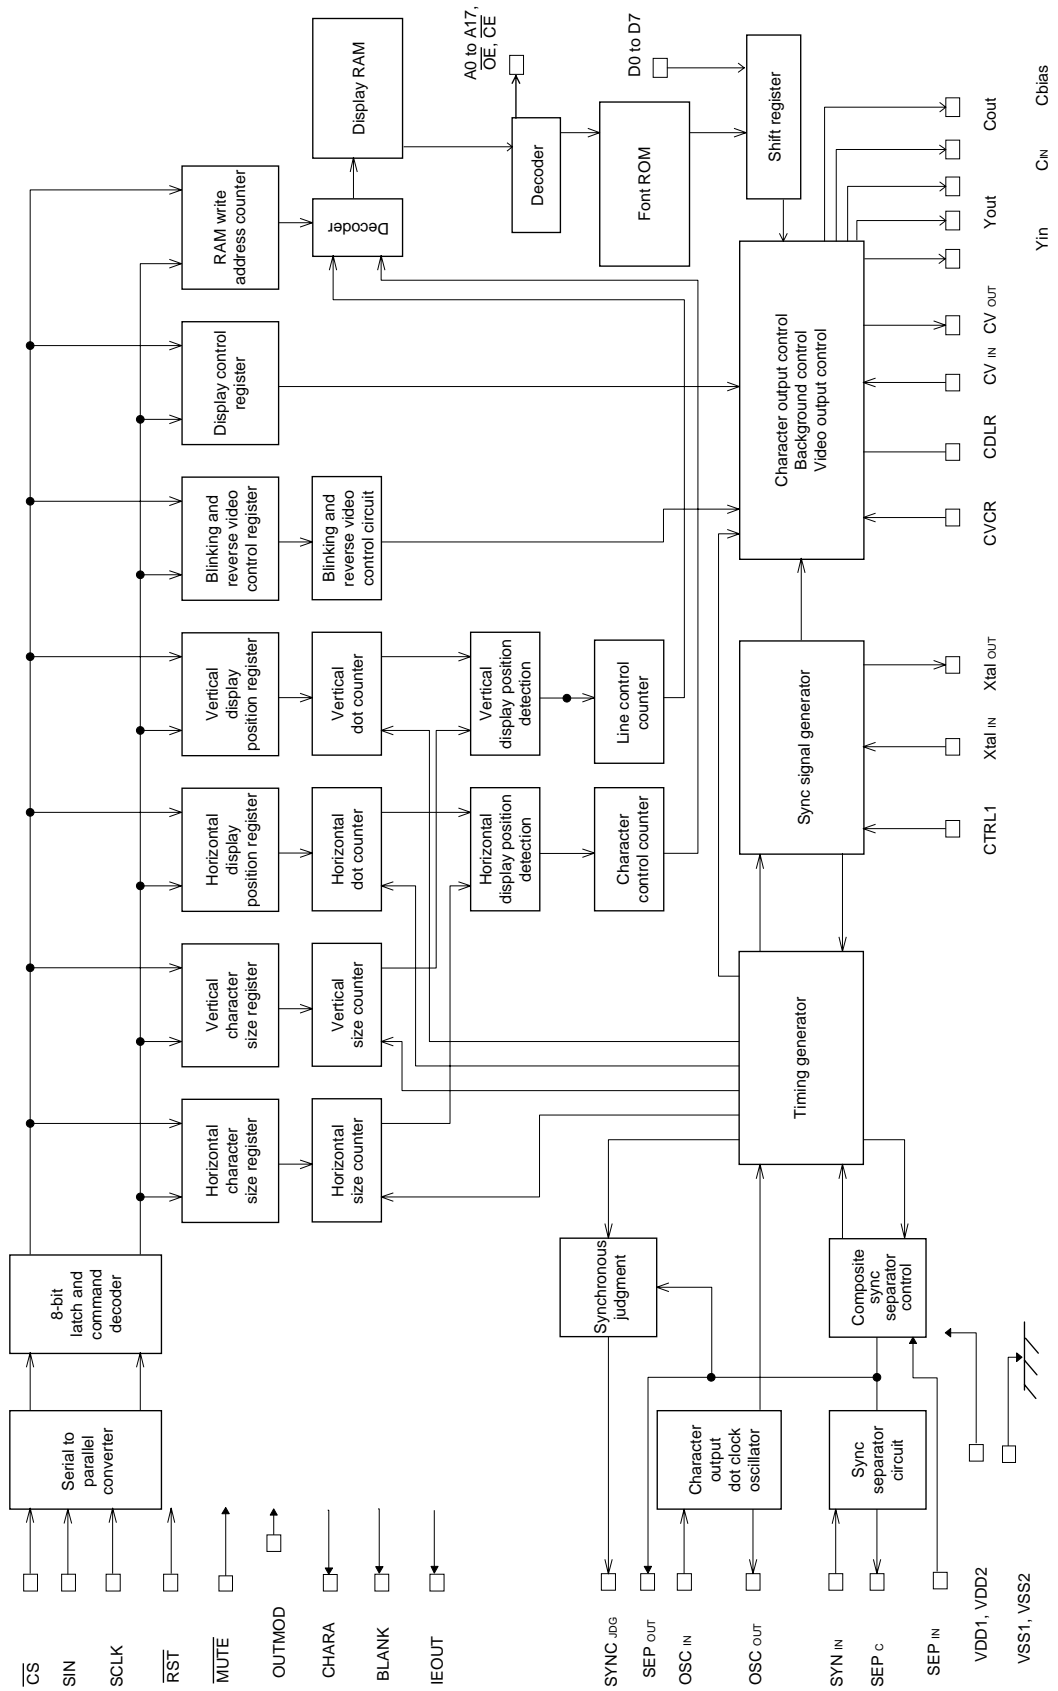 CS
SIN
SCLK
RST
MUTE
OUTMOD
CHARA
BLANK
IEOUT
SYNC JDG
SEP OUT
OSC IN
OSC OUT
SYN IN
SEP C
SEP IN
VDD1, VDD2
VSS1, VSS2
Serial to
parallel
converter
8-bit
latch and
command
decoder
Horizontal
character
size register
Vertical
character
size register
Horizontal
display
position register
Vertical
display
position register
Blinking and
reverse video
control register
Display control
register
RAM write
address counter
Horizontal
size counter
Vertical
size counter
Horizontal
dot counter
Vertical
dot counter
Blinking and
reverse video
control circuit
Decoder
Display RAM
Horizontal
display position
detection
Vertical
display position
detection
Decoder
A0 to A17,
OE, CE
Character
control counter
Line control
counter
Font ROM
D0 to D7
Synchronous
judgment
Character
output
dot clock
oscillator
Timing generator
Sync signal generator
Character output control
Background control
Video output control
Shift register
Sync
separator
circuit
Composite
sync
separator
control
CTRL1
Xtal IN
Xtal OUT
CVCR
CDLR
CV IN
CV OUT
Yin
Yout
CIN
Cout
Cbias